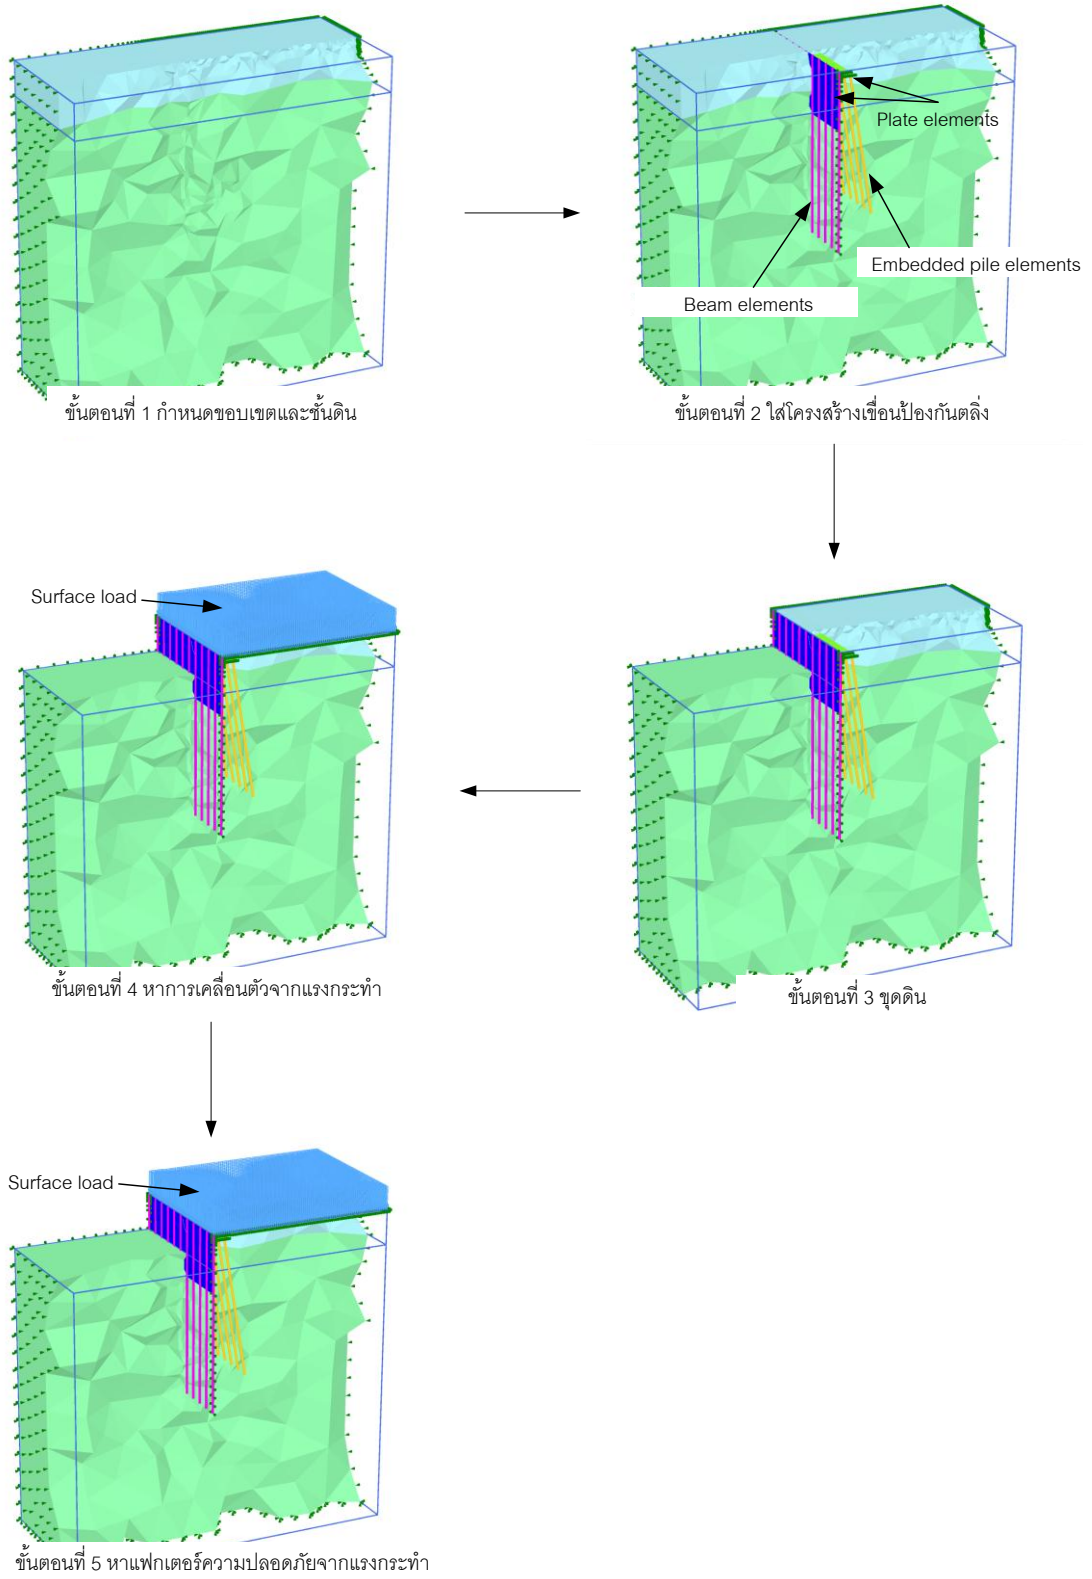 Plate elements
Embedded pile elements
Beam elements
ขั้นตอนที่ 1 กำหนดขอบเขตและชั้นดิน
ขั้นตอนที่ 2 ใส่โครงสร้างเขื่อนป้องกันตลิ่ง
Surface load
ขั้นตอนที่ 4 หาการเคลื่อนตัวจากแรงกระทำ
ขั้นตอนที่ 3 ขุดดิน
Surface load
ขั้นตอนที่ 5 หาแฟกเตอร์ความปลอดภัยจากแรงกระทำ